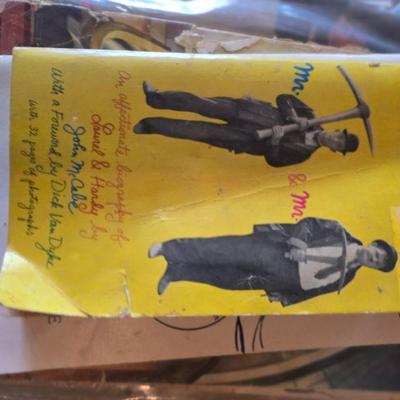 Mr.
& Mr.
An affectionate biography of
Laurel & Hardy by
John McCabe
With a Foreword by Dick Van Dyke
with 32 pages of photographs